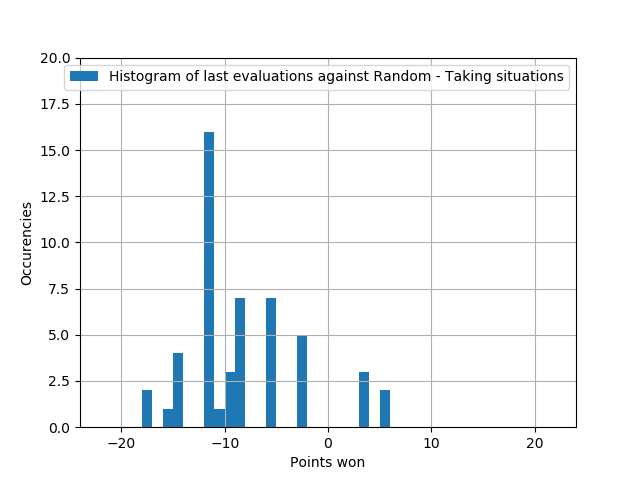 Histogram of last evaluations against Random - Taking situations
20.0
17.5
15.0
12.5
10.0
7.5
5.0
2.5
0.0
Occurencies
−20 −10 0 10 20
Points won